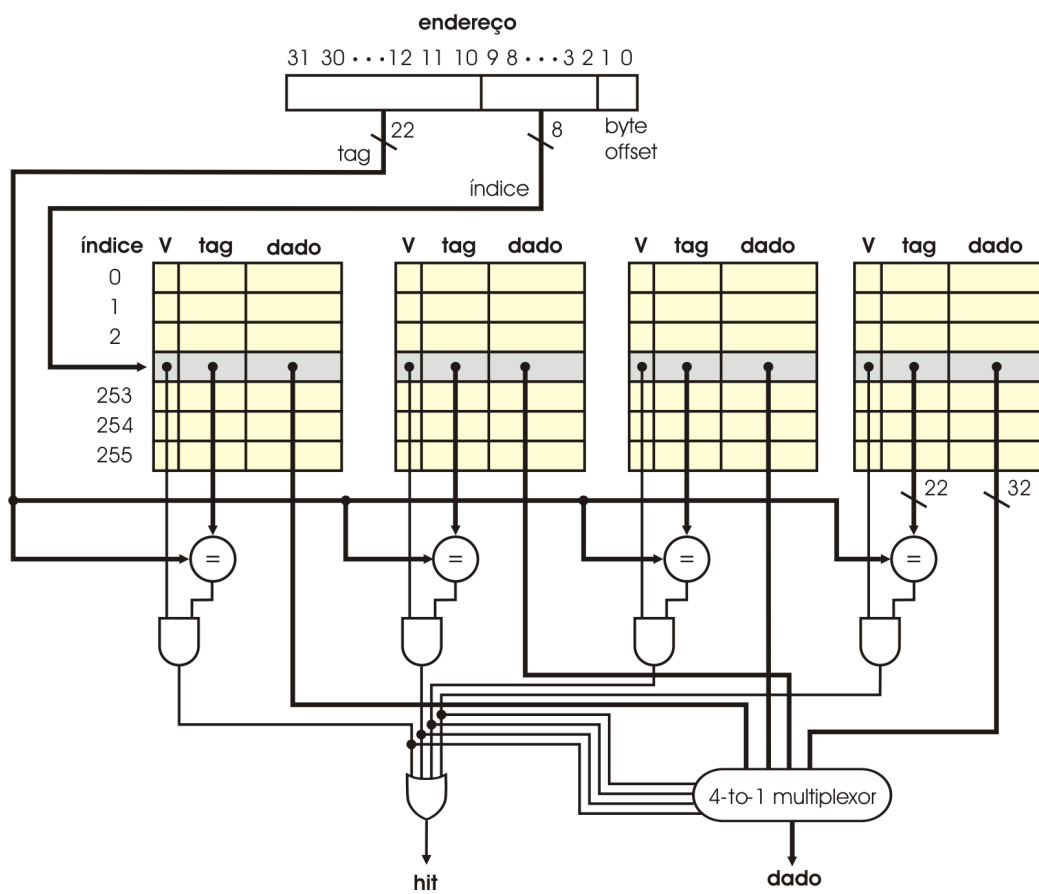 endereço
31 30 ···12 11 10 9 8 ···3 2 1 0
22
8
byte
offset
tag
índice
índice V tag dado V tag dado V tag dado V tag dado
0
1
2
253
254
255
22 32
= = = =
4-to-1 multiplexor
hit
dado